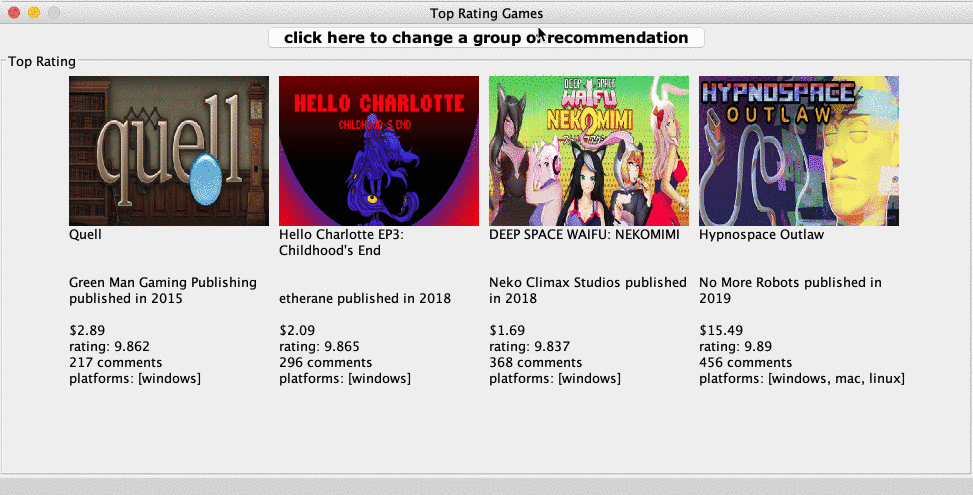 Top Rating Games
click here to change a group of recommendation
Top Rating
quell
HELLO CHARLOTTE
CHILDHOOD'S END
DEEP SPACE
WAIFU
NEKOMIMI
HYPNOSPACE
OUTLAW
Quell
Green Man Gaming Publishing
published in 2015
$2.89
rating: 9.862
217 comments
platforms: [windows]
Hello Charlotte EP3:
Childhood's End
etherane published in 2018
$2.09
rating: 9.865
296 comments
platforms: [windows]
DEEP SPACE WAIFU: NEKOMIMI
Neko Climax Studios published
in 2018
$1.69
rating: 9.837
368 comments
platforms: [windows]
Hypnospace Outlaw
No More Robots published in
2019
$15.49
rating: 9.89
456 comments
platforms: [windows, mac, linux]